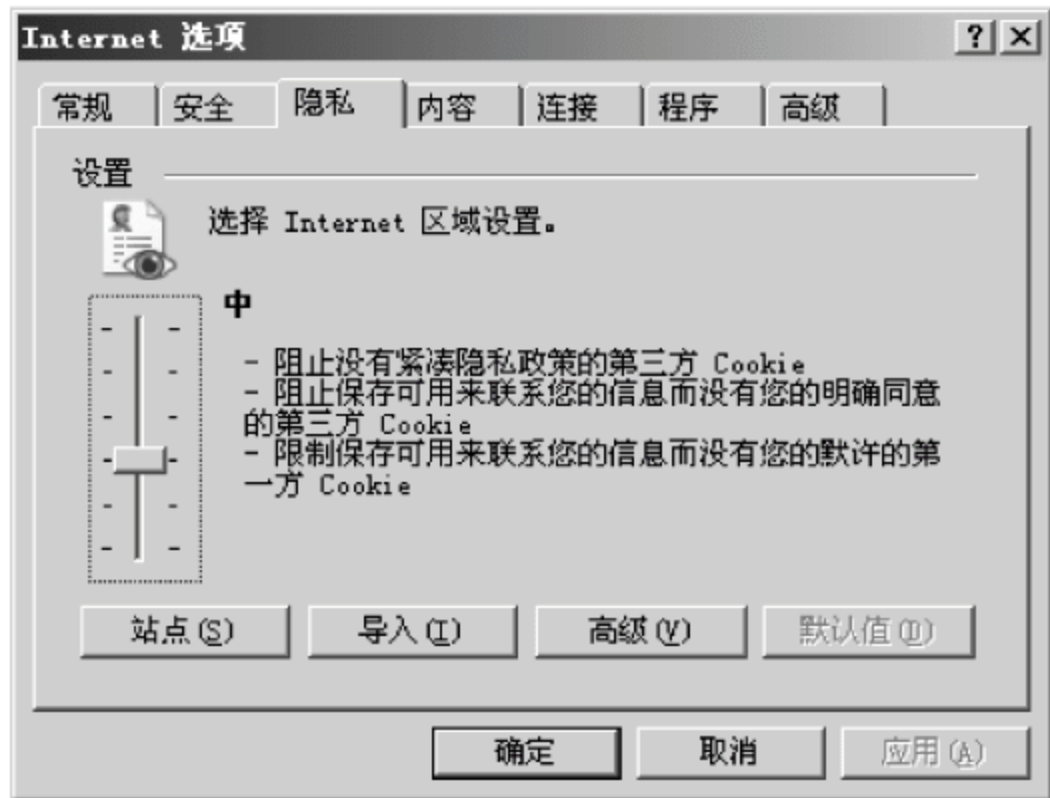 Internet 选项
? ×
常规 安全 隐私 内容 连接 程序 高级
设置
选择 Internet 区域设置。
中
- 阻止没有紧凑隐私政策的第三方 Cookie
- 阻止保存可用来联系您的信息而没有您的明确同意
的第三方 Cookie
- 限制保存可用来联系您的信息而没有您的默许的第
一方 Cookie
站点(S) 导入(I) 高级(V) 默认值(D)
确定 取消 应用(A)